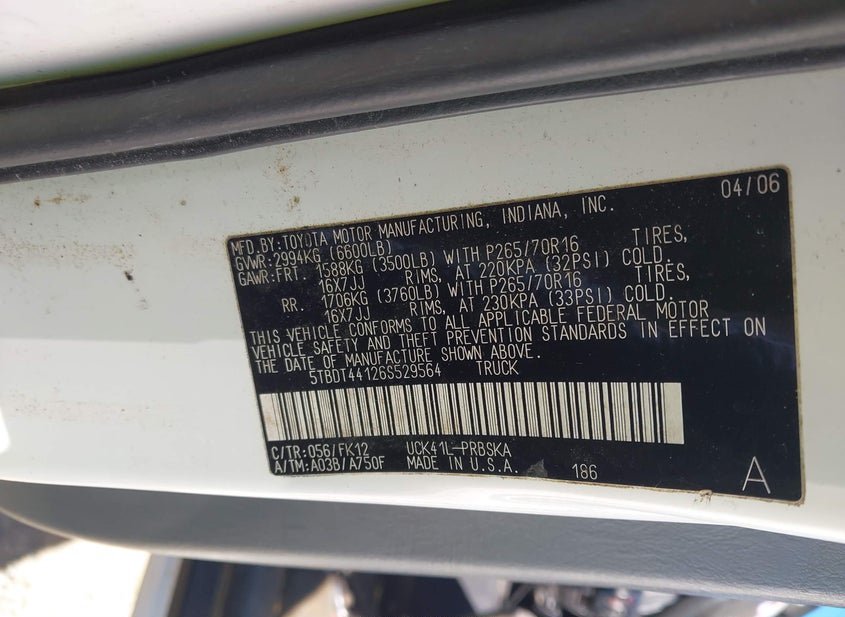 04/06
MFD.BY:TOYOTA MOTOR MANUFACTURING, INDIANA, INC.
GVWR:2994KG (6600LB)
GAWR:FRT. 1588KG (3500LB) WITH P265/70R16 TIRES,
16X7JJ RIMS, AT 220KPA (32PSI) COLD.
RR. 1706KG (3760LB) WITH P265/70R16 TIRES,
16X7JJ RIMS, AT 230KPA (33PSI) COLD.
THIS VEHICLE CONFORMS TO ALL APPLICABLE FEDERAL MOTOR
VEHICLE SAFETY AND THEFT PREVENTION STANDARDS IN EFFECT ON
THE DATE OF MANUFACTURE SHOWN ABOVE.
5TBDT44126S529564 TRUCK
C/TR:056/FK12 UCK41L-PRBSKA
A/TM:A03B/A750F MADE IN U.S.A. 186 A